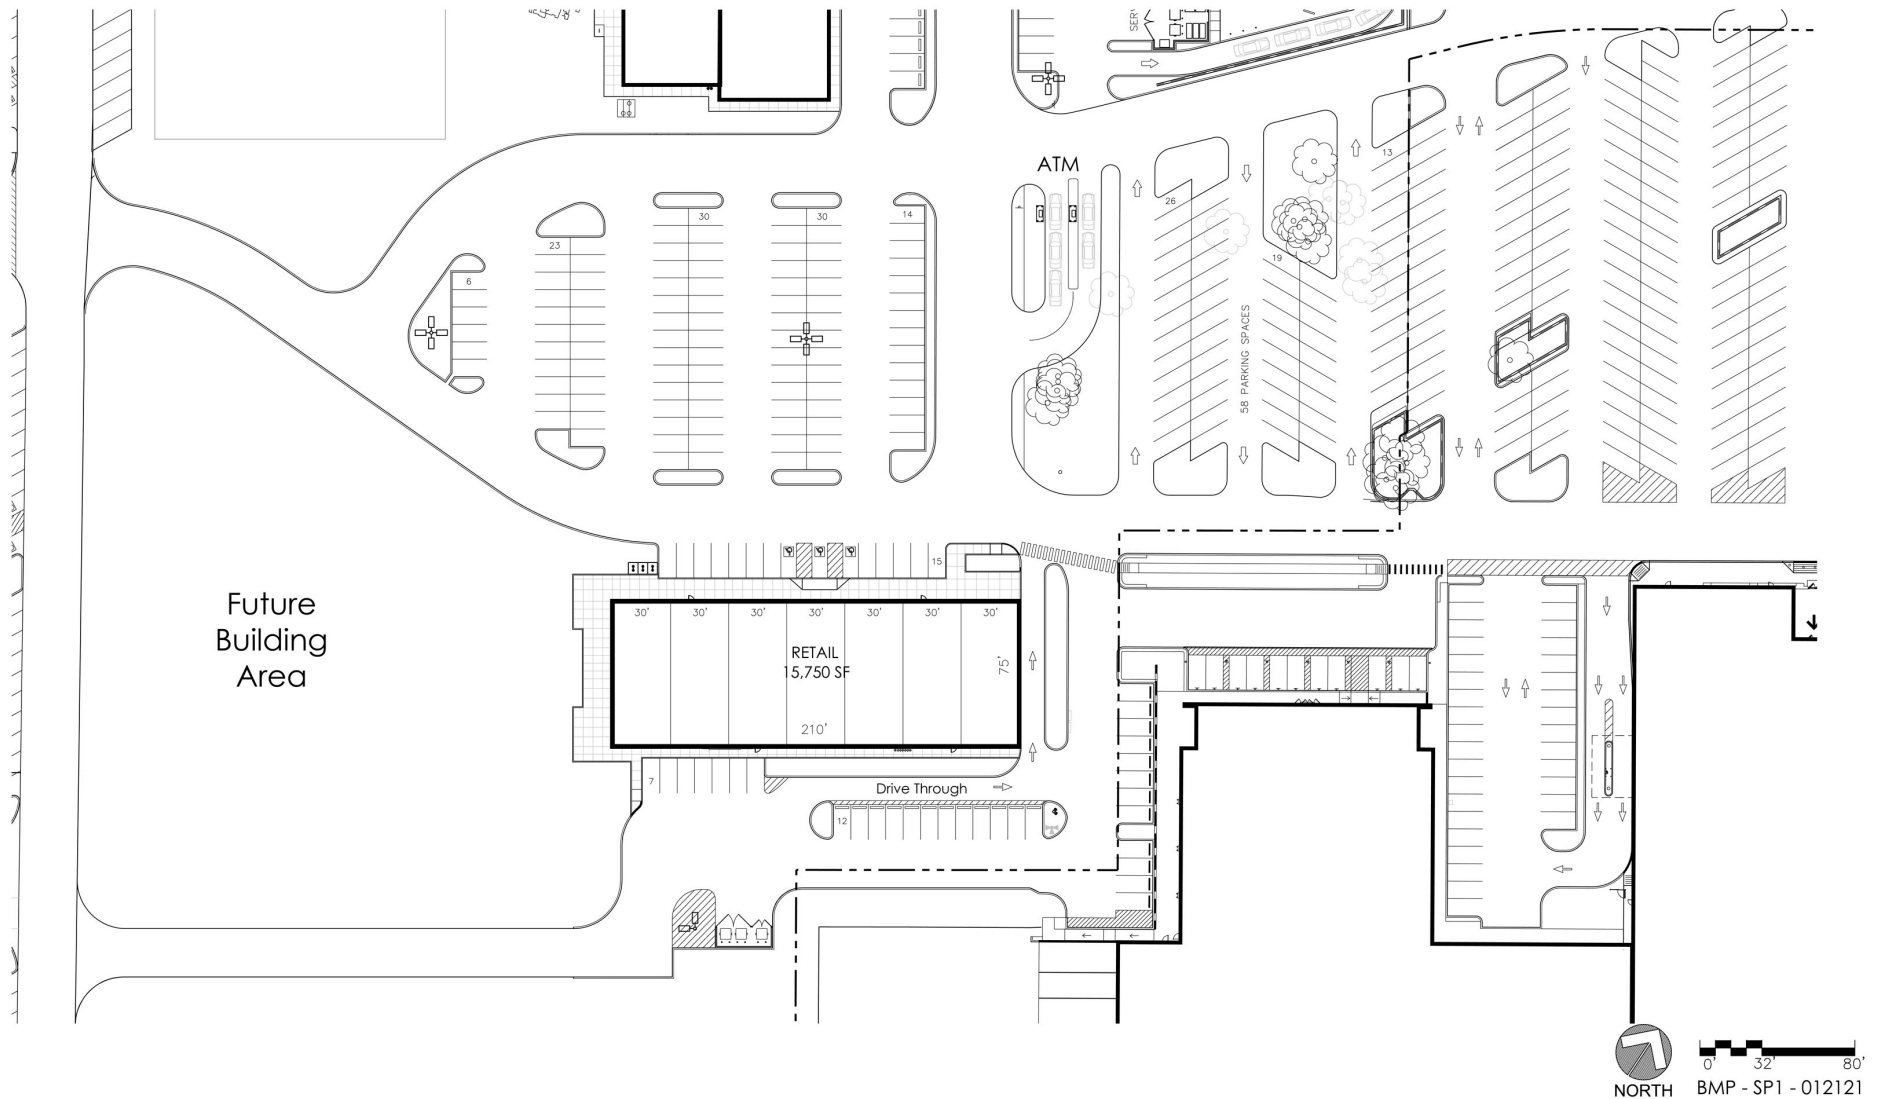 SER
ATM
13
26
30
30
14
23
19
6
58 PARKING SPACES
15
Future
Building
Area
30'
30'
30'
30'
30'
30'
30'
RETAIL
15,750 SF
75'
210'
7
Drive Through
12
0'
32'
80'
NORTH
BMP - SP1 - 012121